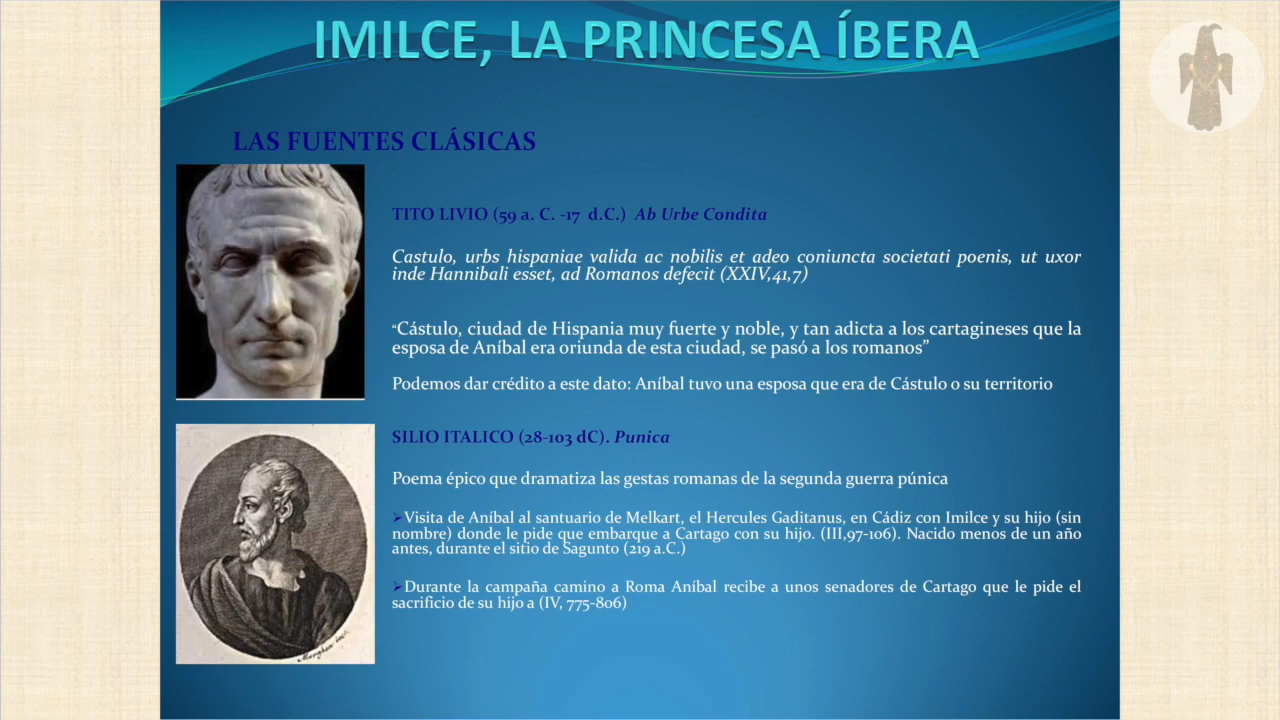 IMILCE, LA PRINCESA ÍBERA
LAS FUENTES CLÁSICAS
TITO LIVIO (59 a. C. -17 d.C.) Ab Urbe Condita
Castulo, urbs hispaniae valida ac nobilis et adeo coniuncta societati poenis, ut uxor
inde Hannibali esset, ad Romanos defecit (XXIV,41,7)
“Cástulo, ciudad de Hispania muy fuerte y noble, y tan adicta a los cartagineses que la
esposa de Aníbal era oriunda de esta ciudad, se pasó a los romanos”
Podemos dar crédito a este dato: Aníbal tuvo una esposa que era de Cástulo o su territorio
SILIO ITALICO (28-103 dC). Punica
Poema épico que dramatiza las gestas romanas de la segunda guerra púnica
➢Visita de Aníbal al santuario de Melkart, el Hercules Gaditanus, en Cádiz con Imilce y su hijo (sin
nombre) donde le pide que embarque a Cartago con su hijo. (III,97-106). Nacido menos de un año
antes, durante el sitio de Sagunto (219 a.C.)
➢Durante la campaña camino a Roma Aníbal recibe a unos senadores de Cartago que le pide el
sacrificio de su hijo a (IV, 775-806)